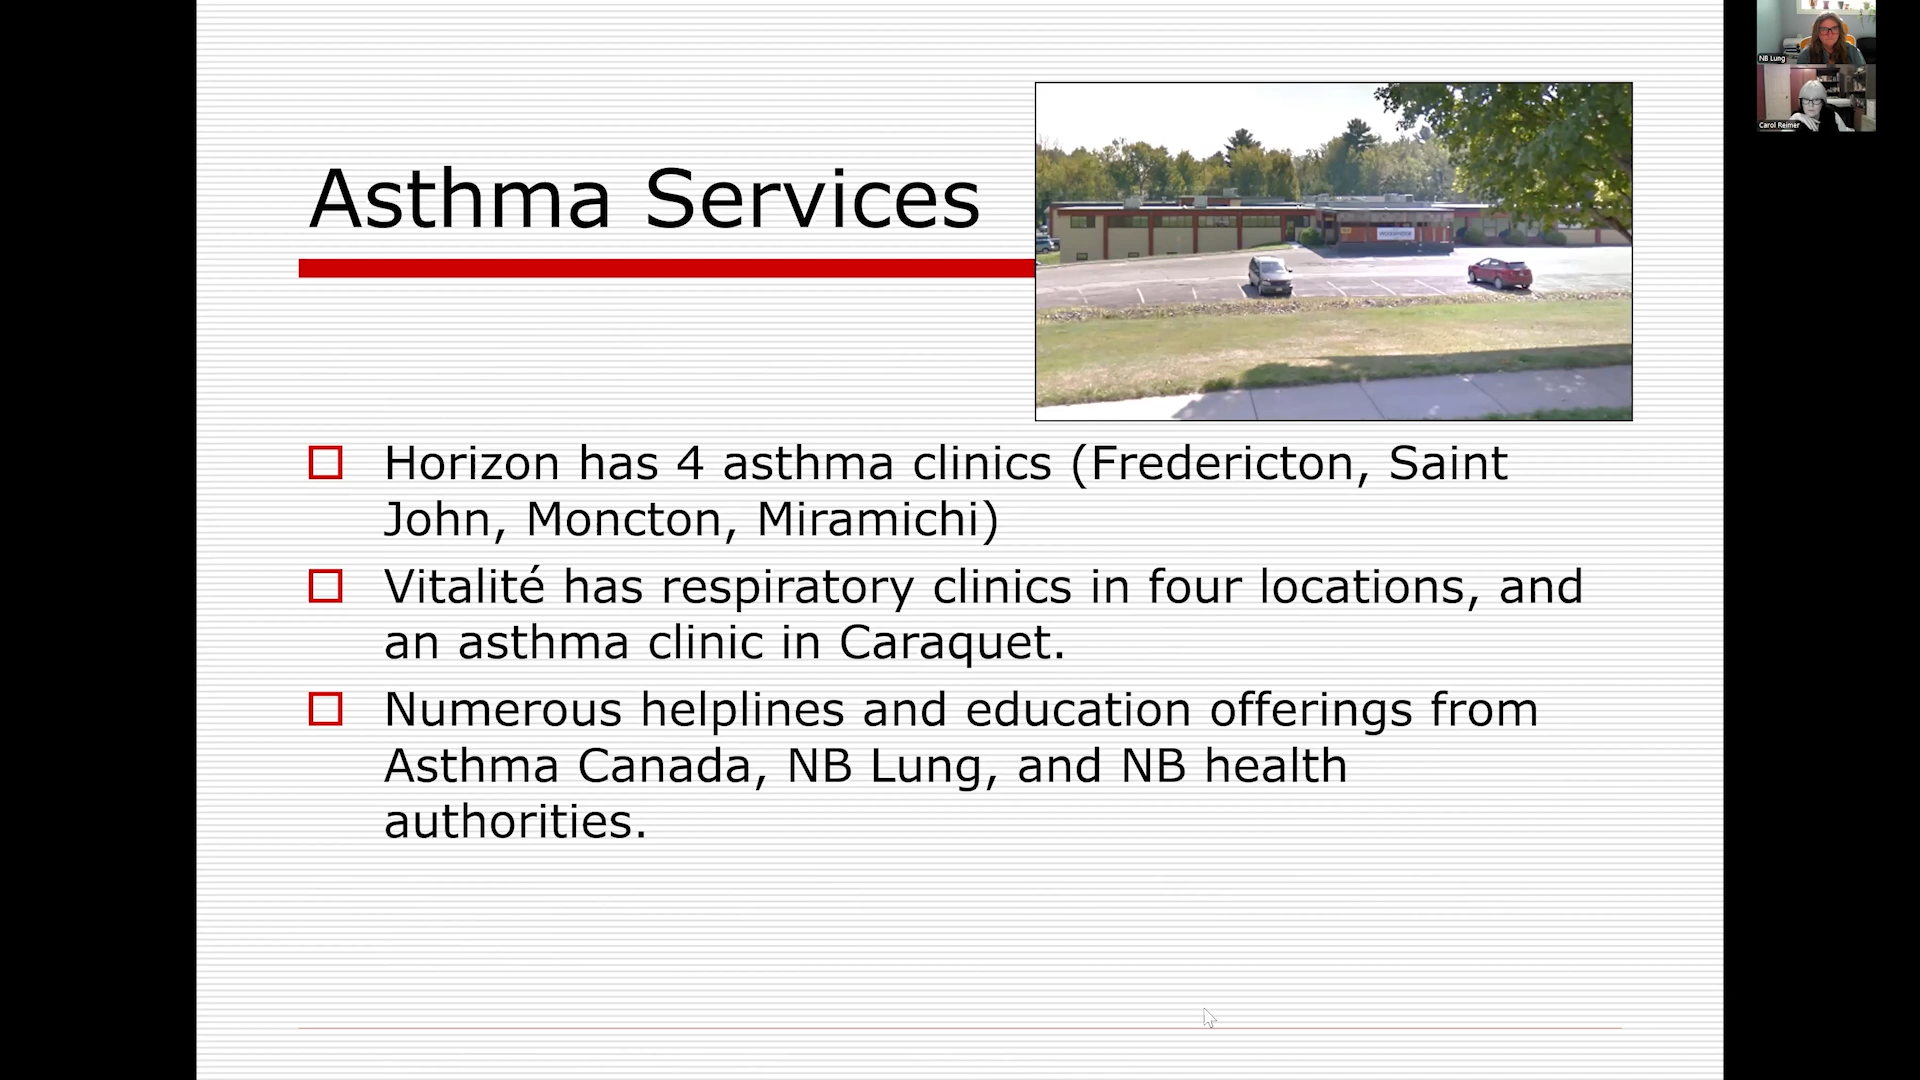 NB Lung
Carol Reimer
Asthma Services
Horizon has 4 asthma clinics (Fredericton, Saint
John, Moncton, Miramichi)
Vitalité has respiratory clinics in four locations, and
an asthma clinic in Caraquet.
Numerous helplines and education offerings from
Asthma Canada, NB Lung, and NB health
authorities.